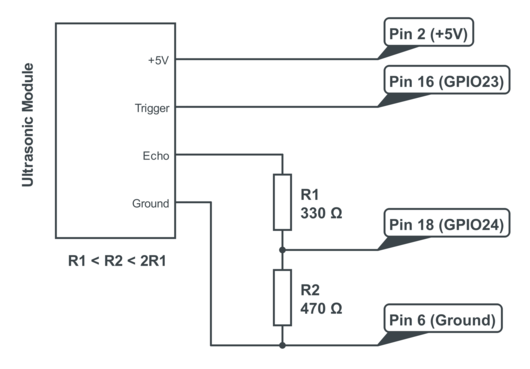 Ultrasonic Module
+5V
Trigger
Echo
Ground
R1 < R2 < 2R1
R1
330 Ω
R2
470 Ω
Pin 2 (+5V)
Pin 16 (GPIO23)
Pin 18 (GPIO24)
Pin 6 (Ground)